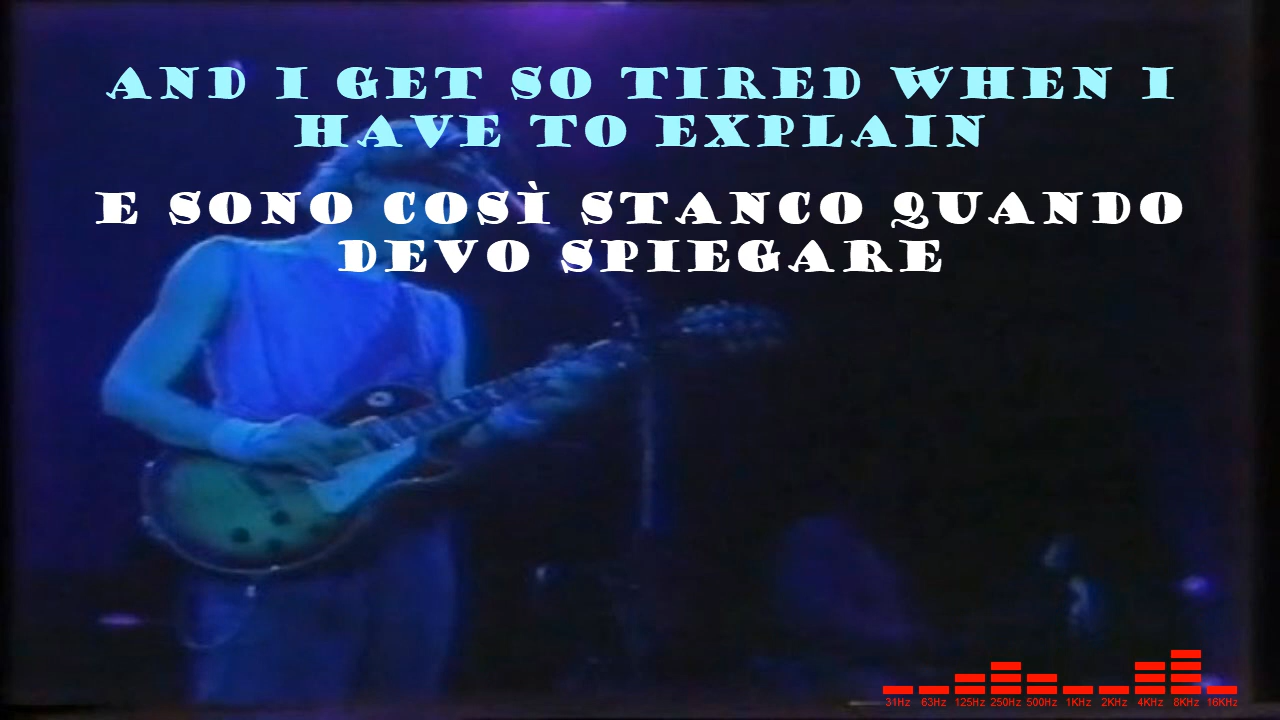 AND I GET SO TIRED WHEN I
HAVE TO EXPLAIN
E SONO COSÌ STANCO QUANDO
DEVO SPIEGARE
31Hz 63Hz 125Hz 250Hz 500Hz 1KHz 2KHz 4KHz 8KHz 16KHz